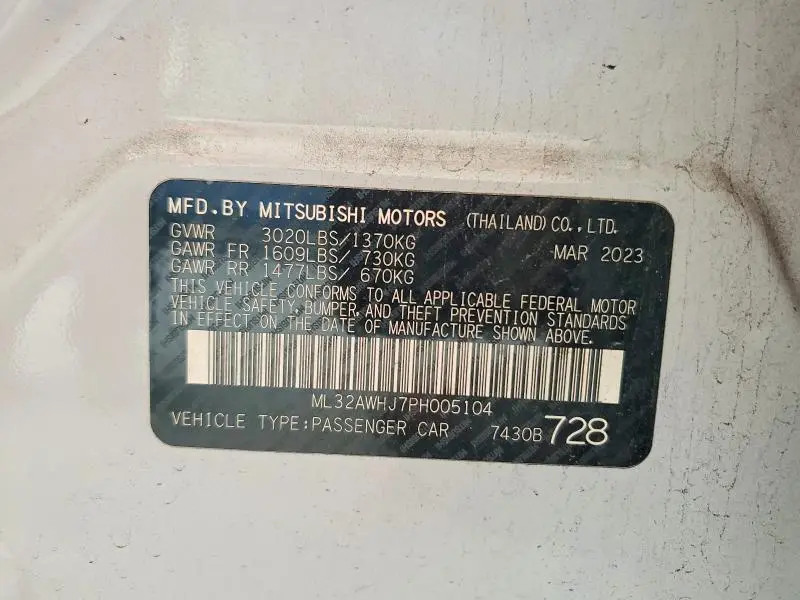 MFD.BY MITSUBISHI MOTORS (THAILAND)CO.,LTD.
GVWR 3020LBS/1370KG MAR 2023
GAWR FR 1609LBS/ 730KG
GAWR RR 1477LBS/ 670KG
THIS VEHICLE CONFORMS TO ALL APPLICABLE FEDERAL MOTOR
VEHICLE SAFETY,BUMPER,AND THEFT PREVENTION STANDARDS
IN EFFECT ON THE DATE OF MANUFACTURE SHOWN ABOVE.
ML32AWHJ7PH005104
VEHICLE TYPE:PASSENGER CAR 7430B 728